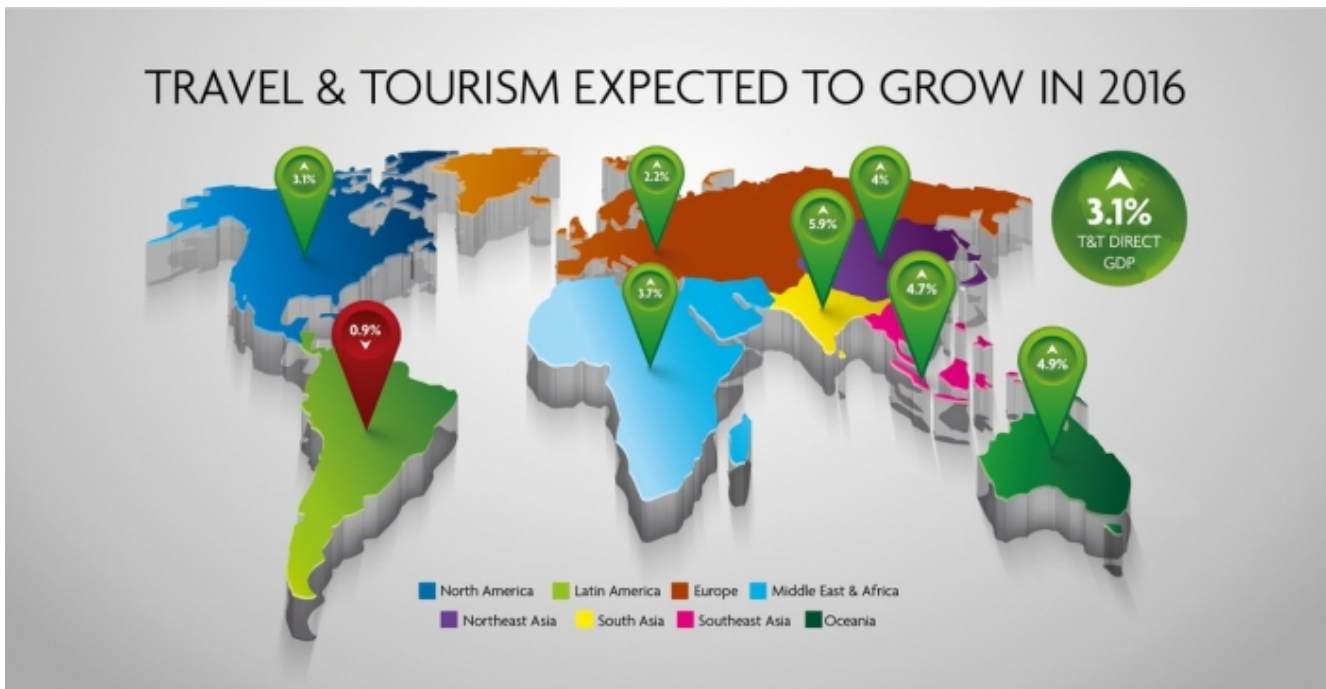 TRAVEL & TOURISM EXPECTED TO GROW IN 2016
3.1%
2.2%
4%
5.9%
3.1%
T&T DIRECT
GDP
3.7%
4.7%
0.9%
4.9%
North America
Latin America
Europe
Middle East & Africa
Northeast Asia
South Asia
Southeast Asia
Oceania